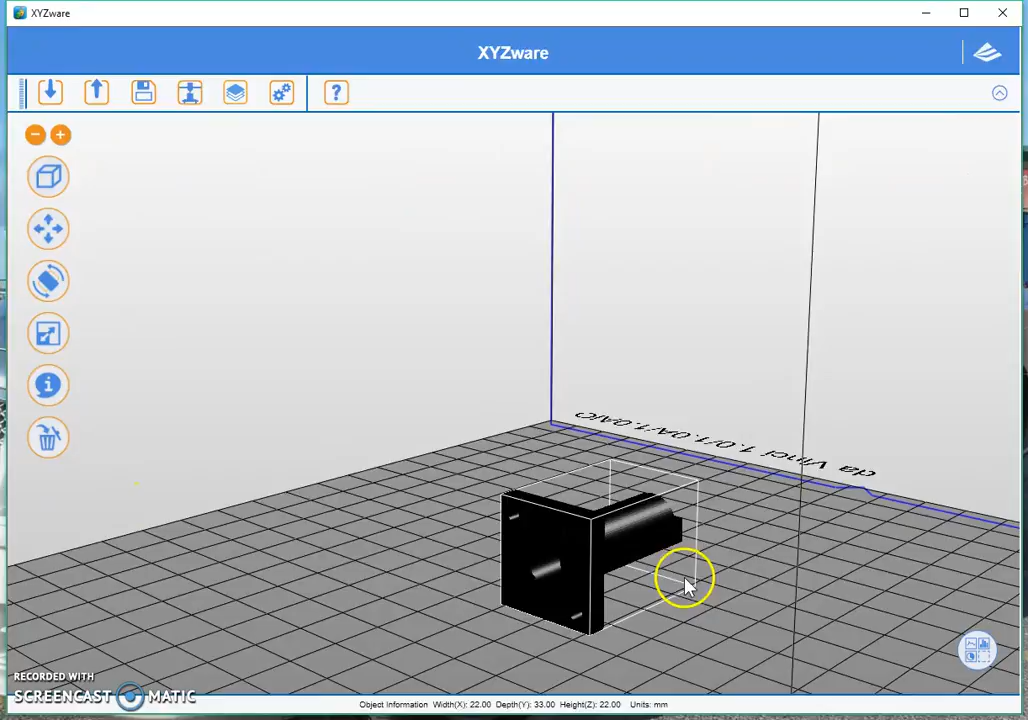 XYZware
XYZware
?
da Vinci 1.0/1.0A/1.0A/C
RECORDED WITH
SCREENCAST MATIC
Object Information Width(X): 22.00 Depth(Y): 33.00 Height(Z): 22.00 Units: mm